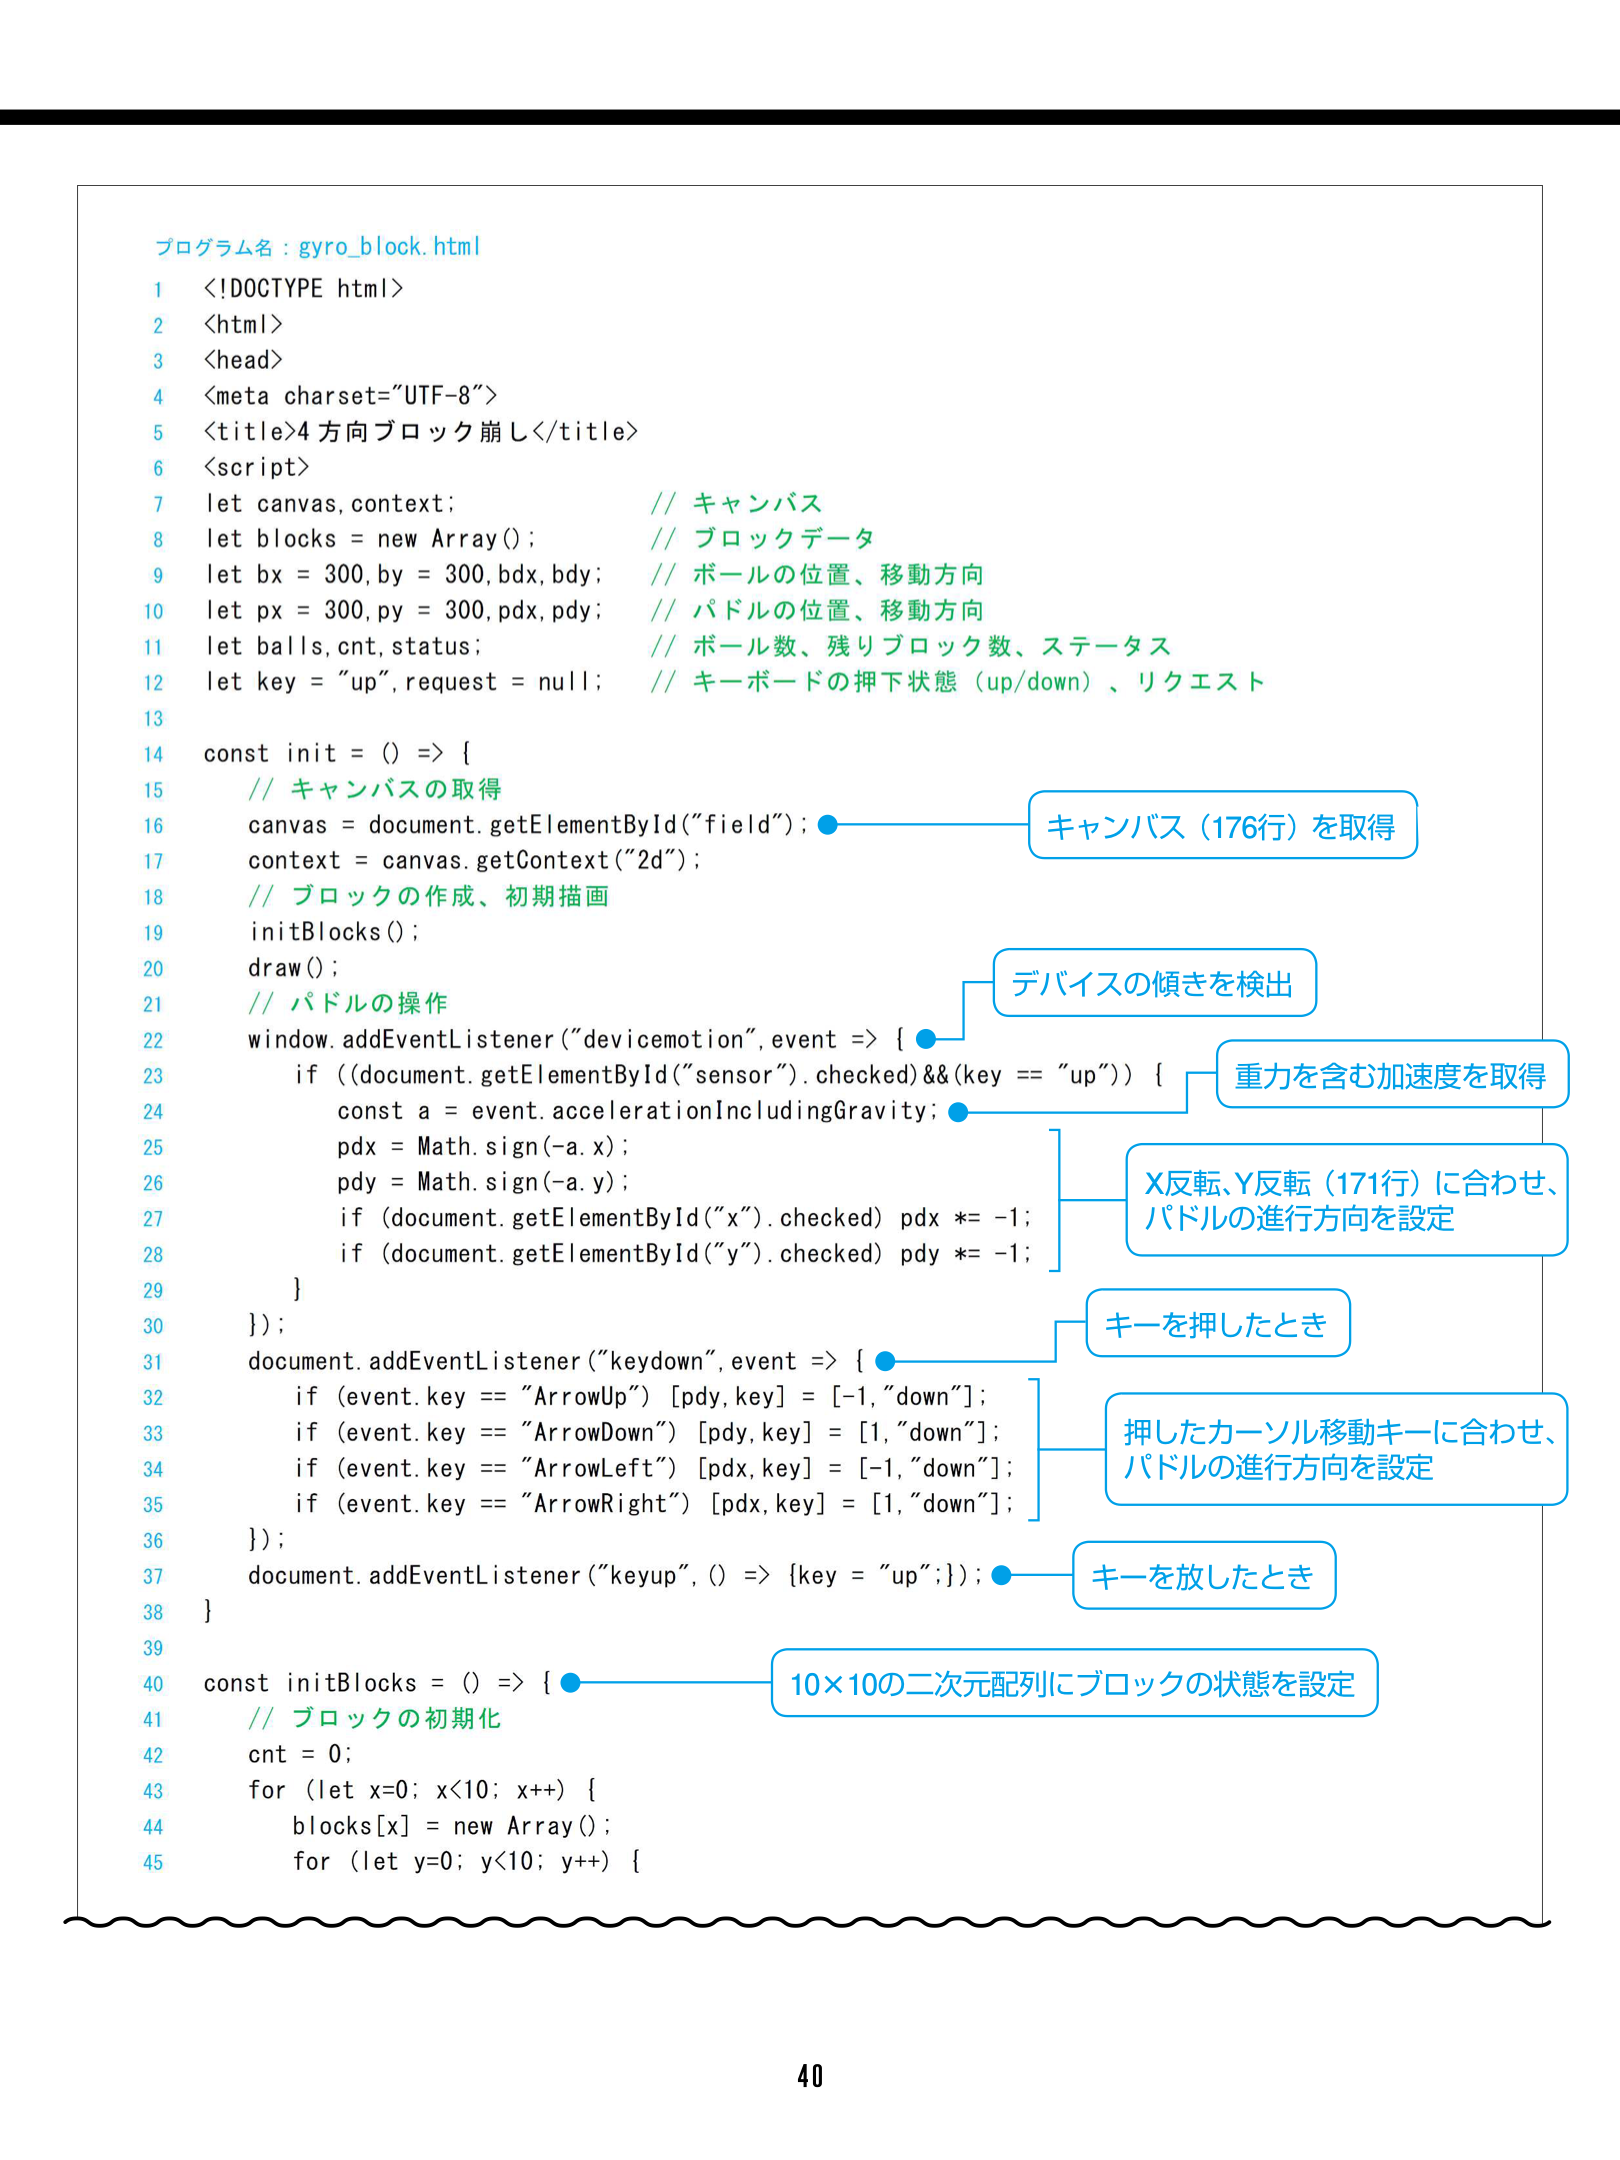 プログラム名：gyro_block.html
1 <!DOCTYPE html>
2 <html>
3 <head>
4 <meta charset="UTF-8">
5 <title>4方向ブロック崩し</title>
6 <script>
7 let canvas,context; // キャンバス
8 let blocks = new Array(); // ブロックデータ
9 let bx = 300,by = 300,bdx,bdy; // ボールの位置、移動方向
10 let px = 300,py = 300,pdx,pdy; // パドルの位置、移動方向
11 let balls,cnt,status; // ボール数、残りブロック数、ステータス
12 let key = "up",request = null; // キーボードの押下状態（up/down）、リクエスト
13
14 const init = () => {
15 // キャンバスの取得
16 canvas = document.getElementById("field"); キャンバス（176行）を取得
17 context = canvas.getContext("2d");
18 // ブロックの作成、初期描画
19 initBlocks();
20 draw();
デバイスの傾きを検出
21 // パドルの操作
22 window.addEventListener("devicemotion",event => {
23 if ((document.getElementById("sensor").checked)&&(key == "up")) { 重力を含む加速度を取得
24 const a = event.accelerationIncludingGravity;
25 pdx = Math.sign(-a.x);
26 pdy = Math.sign(-a.y);
X反転、Y反転（171行）に合わせ、
パドルの進行方向を設定
27 if (document.getElementById("x").checked) pdx *= -1;
28 if (document.getElementById("y").checked) pdy *= -1;
29 }
30 });
キーを押したとき
31 document.addEventListener("keydown",event => {
32 if (event.key == "ArrowUp") [pdy,key] = [-1,"down"];
33 if (event.key == "ArrowDown") [pdy,key] = [1,"down"];
押したカーソル移動キーに合わせ、
パドルの進行方向を設定
34 if (event.key == "ArrowLeft") [pdx,key] = [-1,"down"];
35 if (event.key == "ArrowRight") [pdx,key] = [1,"down"];
36 });
37 document.addEventListener("keyup",() => {key = "up";}); キーを放したとき
38 }
39
40 const initBlocks = () => { 10×10の二次元配列にブロックの状態を設定
41 // ブロックの初期化
42 cnt = 0;
43 for (let x=0; x<10; x++) {
44 blocks[x] = new Array();
45 for (let y=0; y<10; y++) {
40